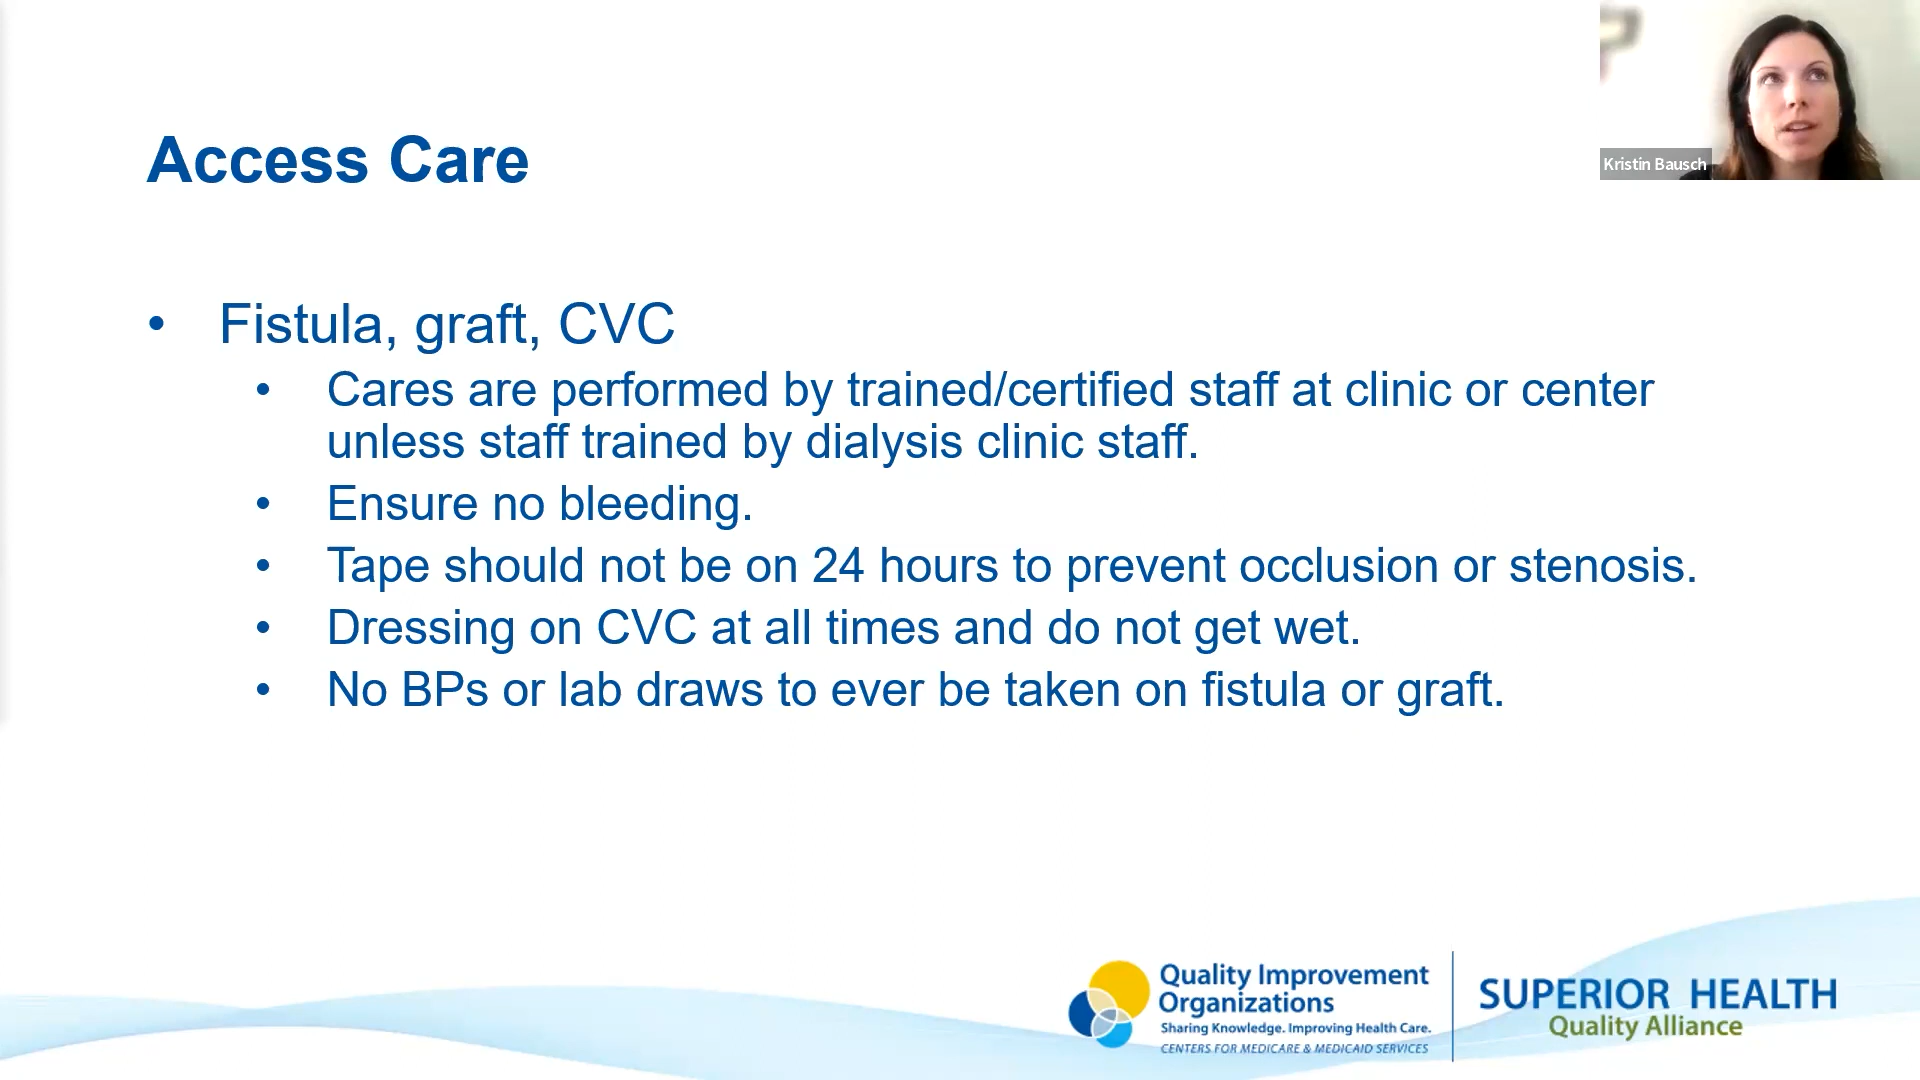 Kristin Bausch
Access Care
• Fistula, graft, CVC
• Cares are performed by trained/certified staff at clinic or center
unless staff trained by dialysis clinic staff.
• Ensure no bleeding.
• Tape should not be on 24 hours to prevent occlusion or stenosis.
• Dressing on CVC at all times and do not get wet.
• No BPs or lab draws to ever be taken on fistula or graft.
Quality Improvement
Organizations
Sharing Knowledge. Improving Health Care.
CENTERS FOR MEDICARE & MEDICAID SERVICES
SUPERIOR HEALTH
Quality Alliance